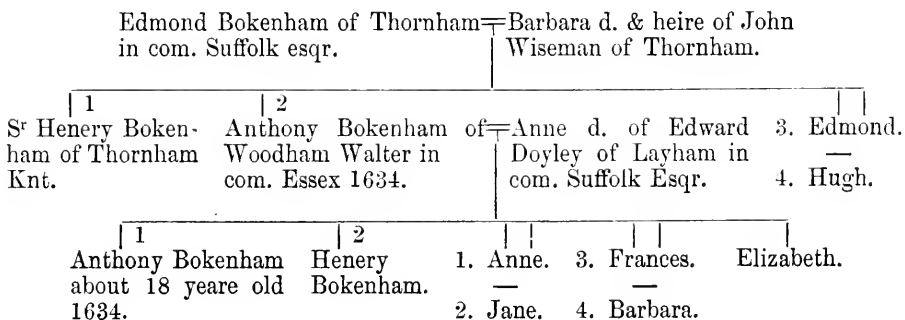 Edmond Bokenham of Thornham Barbara d. & heire of John
in com. Suffolk esqr. Wiseman of Thornham.
1 2
Sr Henery Boken- Anthony Bokenham of Anne d. of Edward 3. Edmond.
ham of Thornham Woodham Walter in Doyley of Layham in —
Knt. com. Essex 1634. com. Suffolk Esqr. 4. Hugh.
1 2
Anthony Bokenham Henery 1. Anne. 3. Frances. Elizabeth.
about 18 yeare old Bokenham. — —
1634. 2. Jane. 4. Barbara.